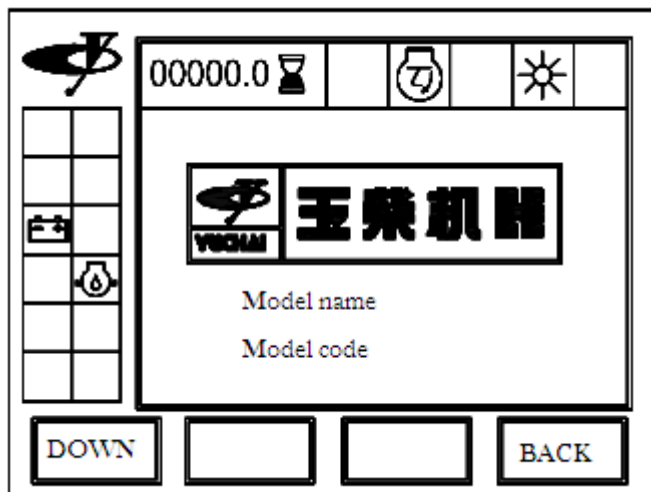 00000.0
YUCHAI
玉柴机器
Model name
Model code
DOWN
BACK